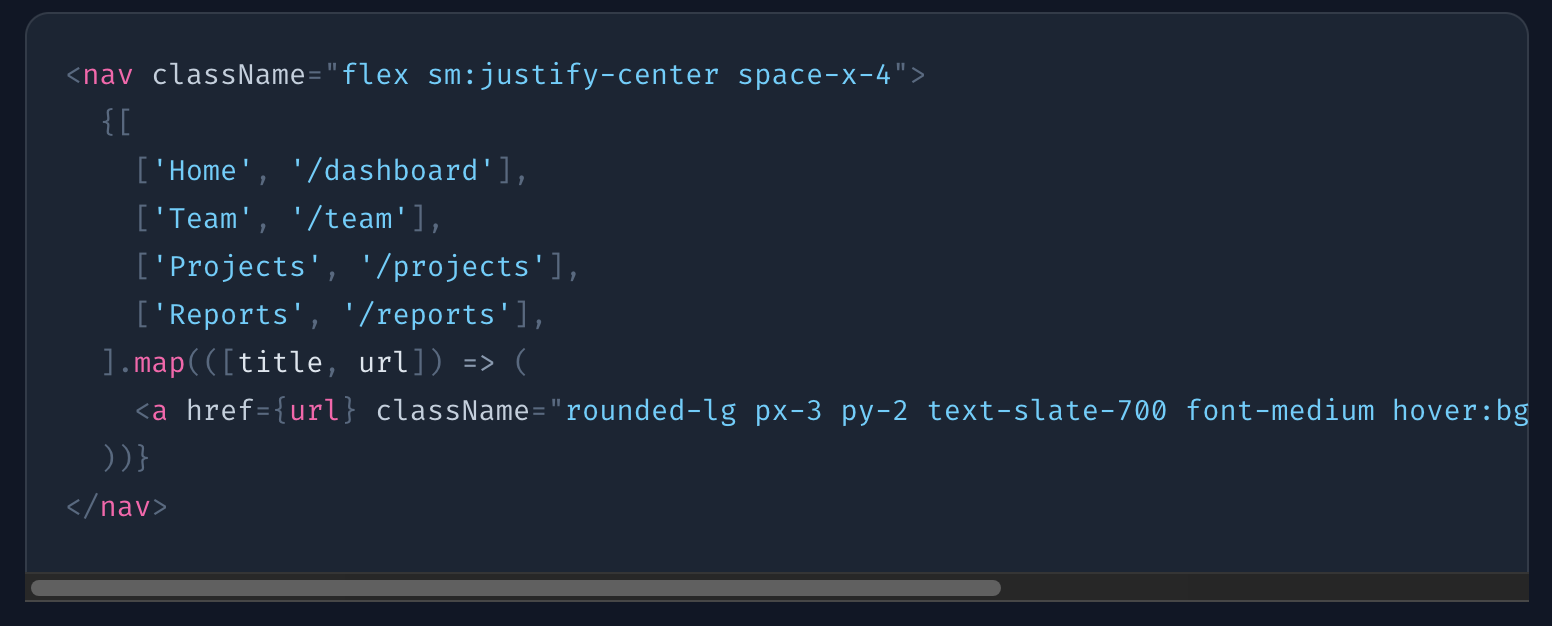 <nav className="flex sm:justify-center space-x-4">
  {[
    ['Home', '/dashboard'],
    ['Team', '/team'],
    ['Projects', '/projects'],
    ['Reports', '/reports'],
  ].map(([title, url]) => (
    <a href={url} className="rounded-lg px-3 py-2 text-slate-700 font-medium hover:bg
  ))}
</nav>